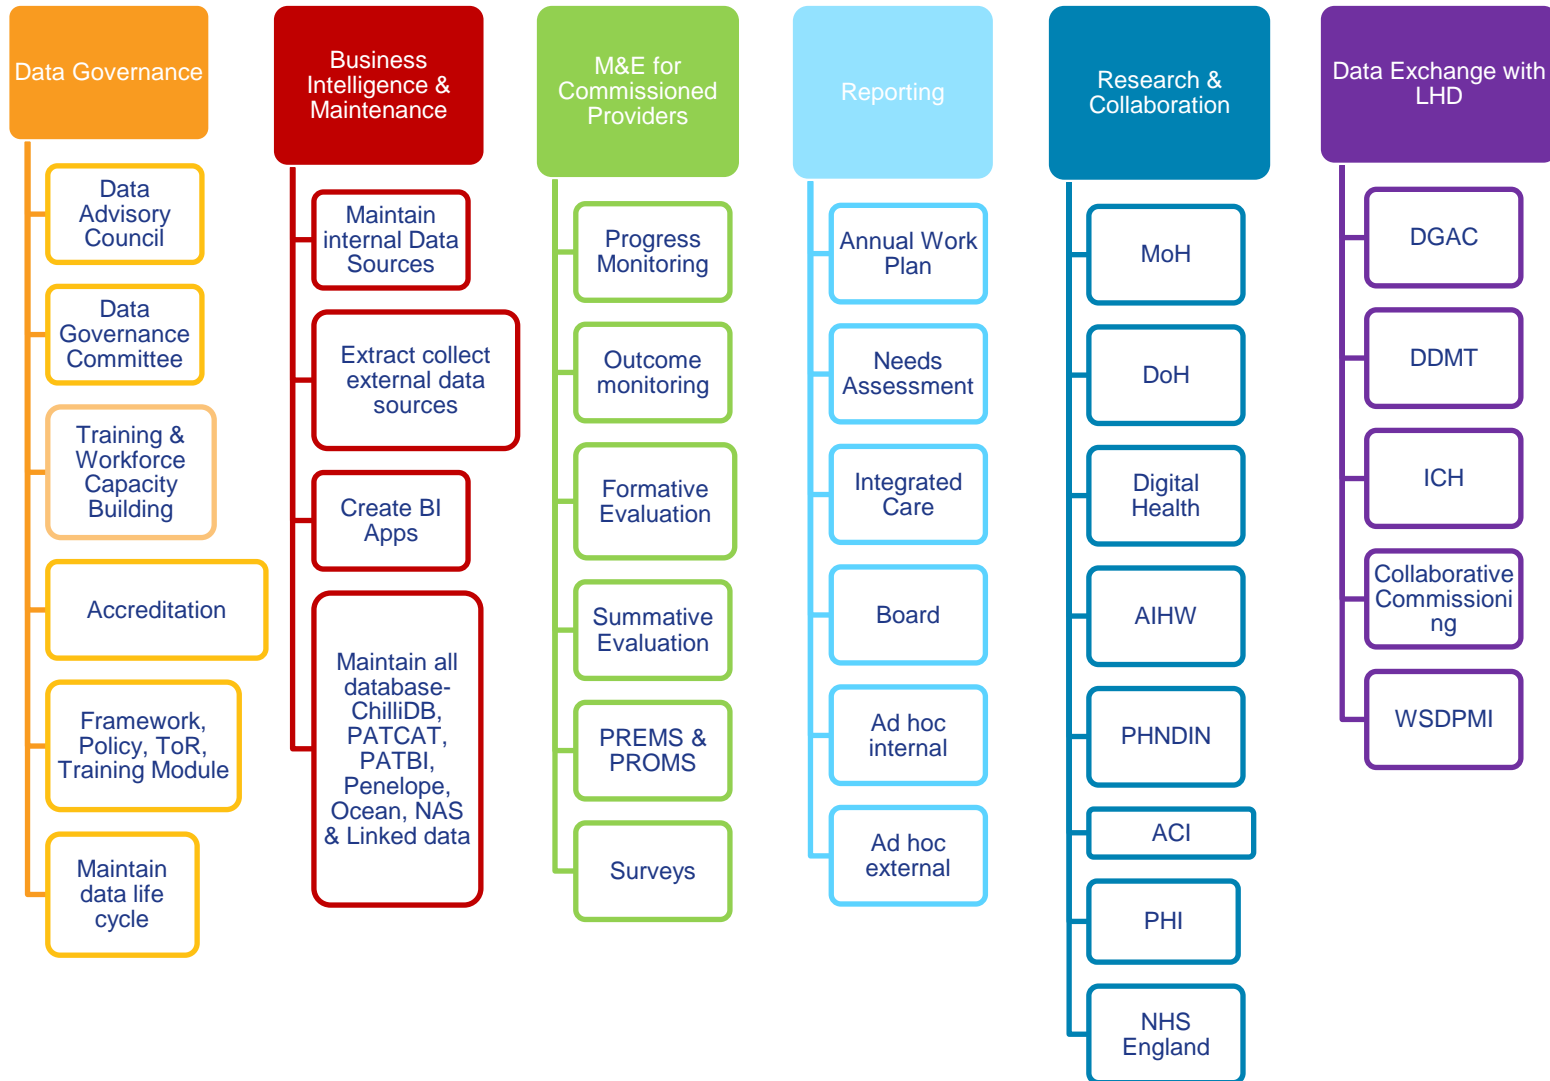 Data Governance
Data
Advisory
Council
Data
Governance
Committee
Training &
Workforce
Capacity
Building
Accreditation
Framework,
Policy, ToR,
Training Module
Maintain
data life
cycle
Business
Intelligence &
Maintenance
Maintain
internal Data
Sources
Extract collect
external data
sources
Create BI
Apps
Maintain all
database-
ChilliDB,
PATCAT,
PATBI,
Penelope,
Ocean, NAS
& Linked data
M&E for
Commissioned
Providers
Progress
Monitoring
Outcome
monitoring
Formative
Evaluation
Summative
Evaluation
PREMS &
PROMS
Surveys
Reporting
Annual Work
Plan
Needs
Assessment
Integrated
Care
Board
Ad hoc
internal
Ad hoc
external
Research &
Collaboration
MoH
DoH
Digital
Health
AIHW
PHNDIN
ACI
PHI
NHS
England
Data Exchange with
LHD
DGAC
DDMT
ICH
Collaborative
Commissioni
ng
WSDPMI